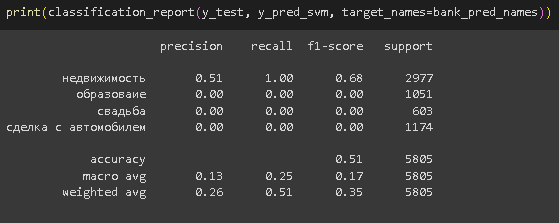 print(classification_report(y_test, y_pred_svm, target_names=bank_pred_names))
precision recall f1-score support
недвижимость 0.51 1.00 0.68 2977
образоваие 0.00 0.00 0.00 1051
свадьба 0.00 0.00 0.00 603
сделка с автомобилем 0.00 0.00 0.00 1174
accuracy 0.51 5805
macro avg 0.13 0.25 0.17 5805
weighted avg 0.26 0.51 0.35 5805